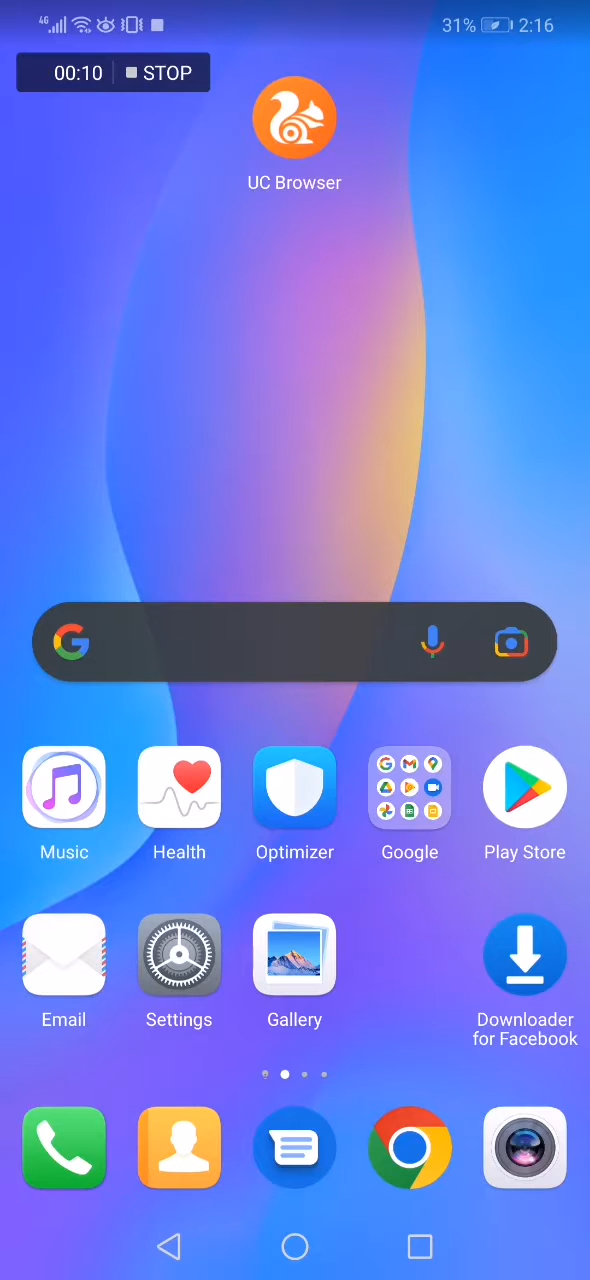 4G
31%
2:16
00:10
STOP
UC Browser
Music
Health
Optimizer
Google
Play Store
Email
Settings
Gallery
Downloader
for Facebook